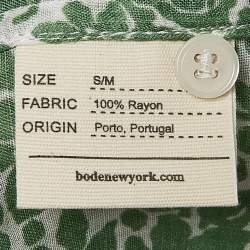 SIZE S/M
FABRIC 100% Rayon
ORIGIN Porto, Portugal
bodenewyork.com